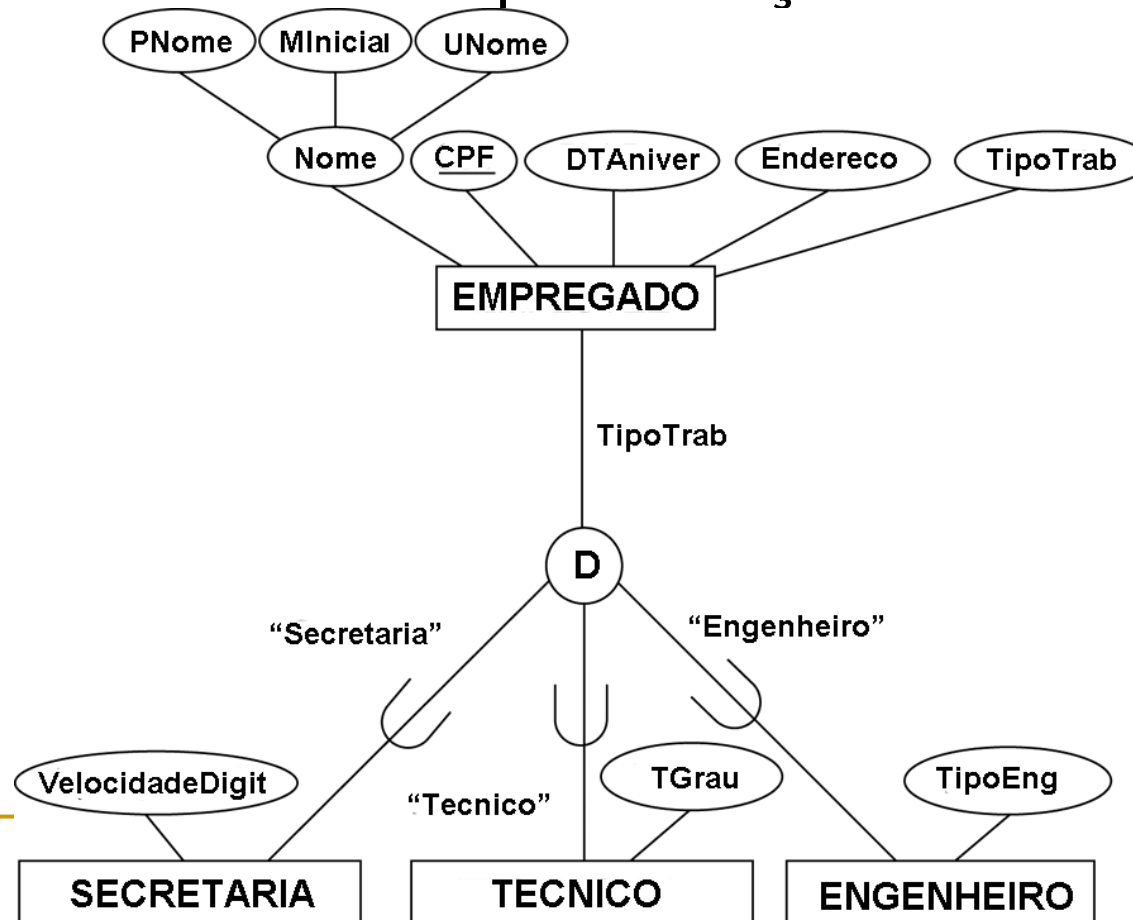 PNome
MInicial
UNome
Nome
CPF
DTAniver
Endereco
TipoTrab
EMPREGADO
TipoTrab
D
“Secretaria”
“Engenheiro”
“Tecnico”
VelocidadeDigit
TGrau
TipoEng
SECRETARIA
TECNICO
ENGENHEIRO